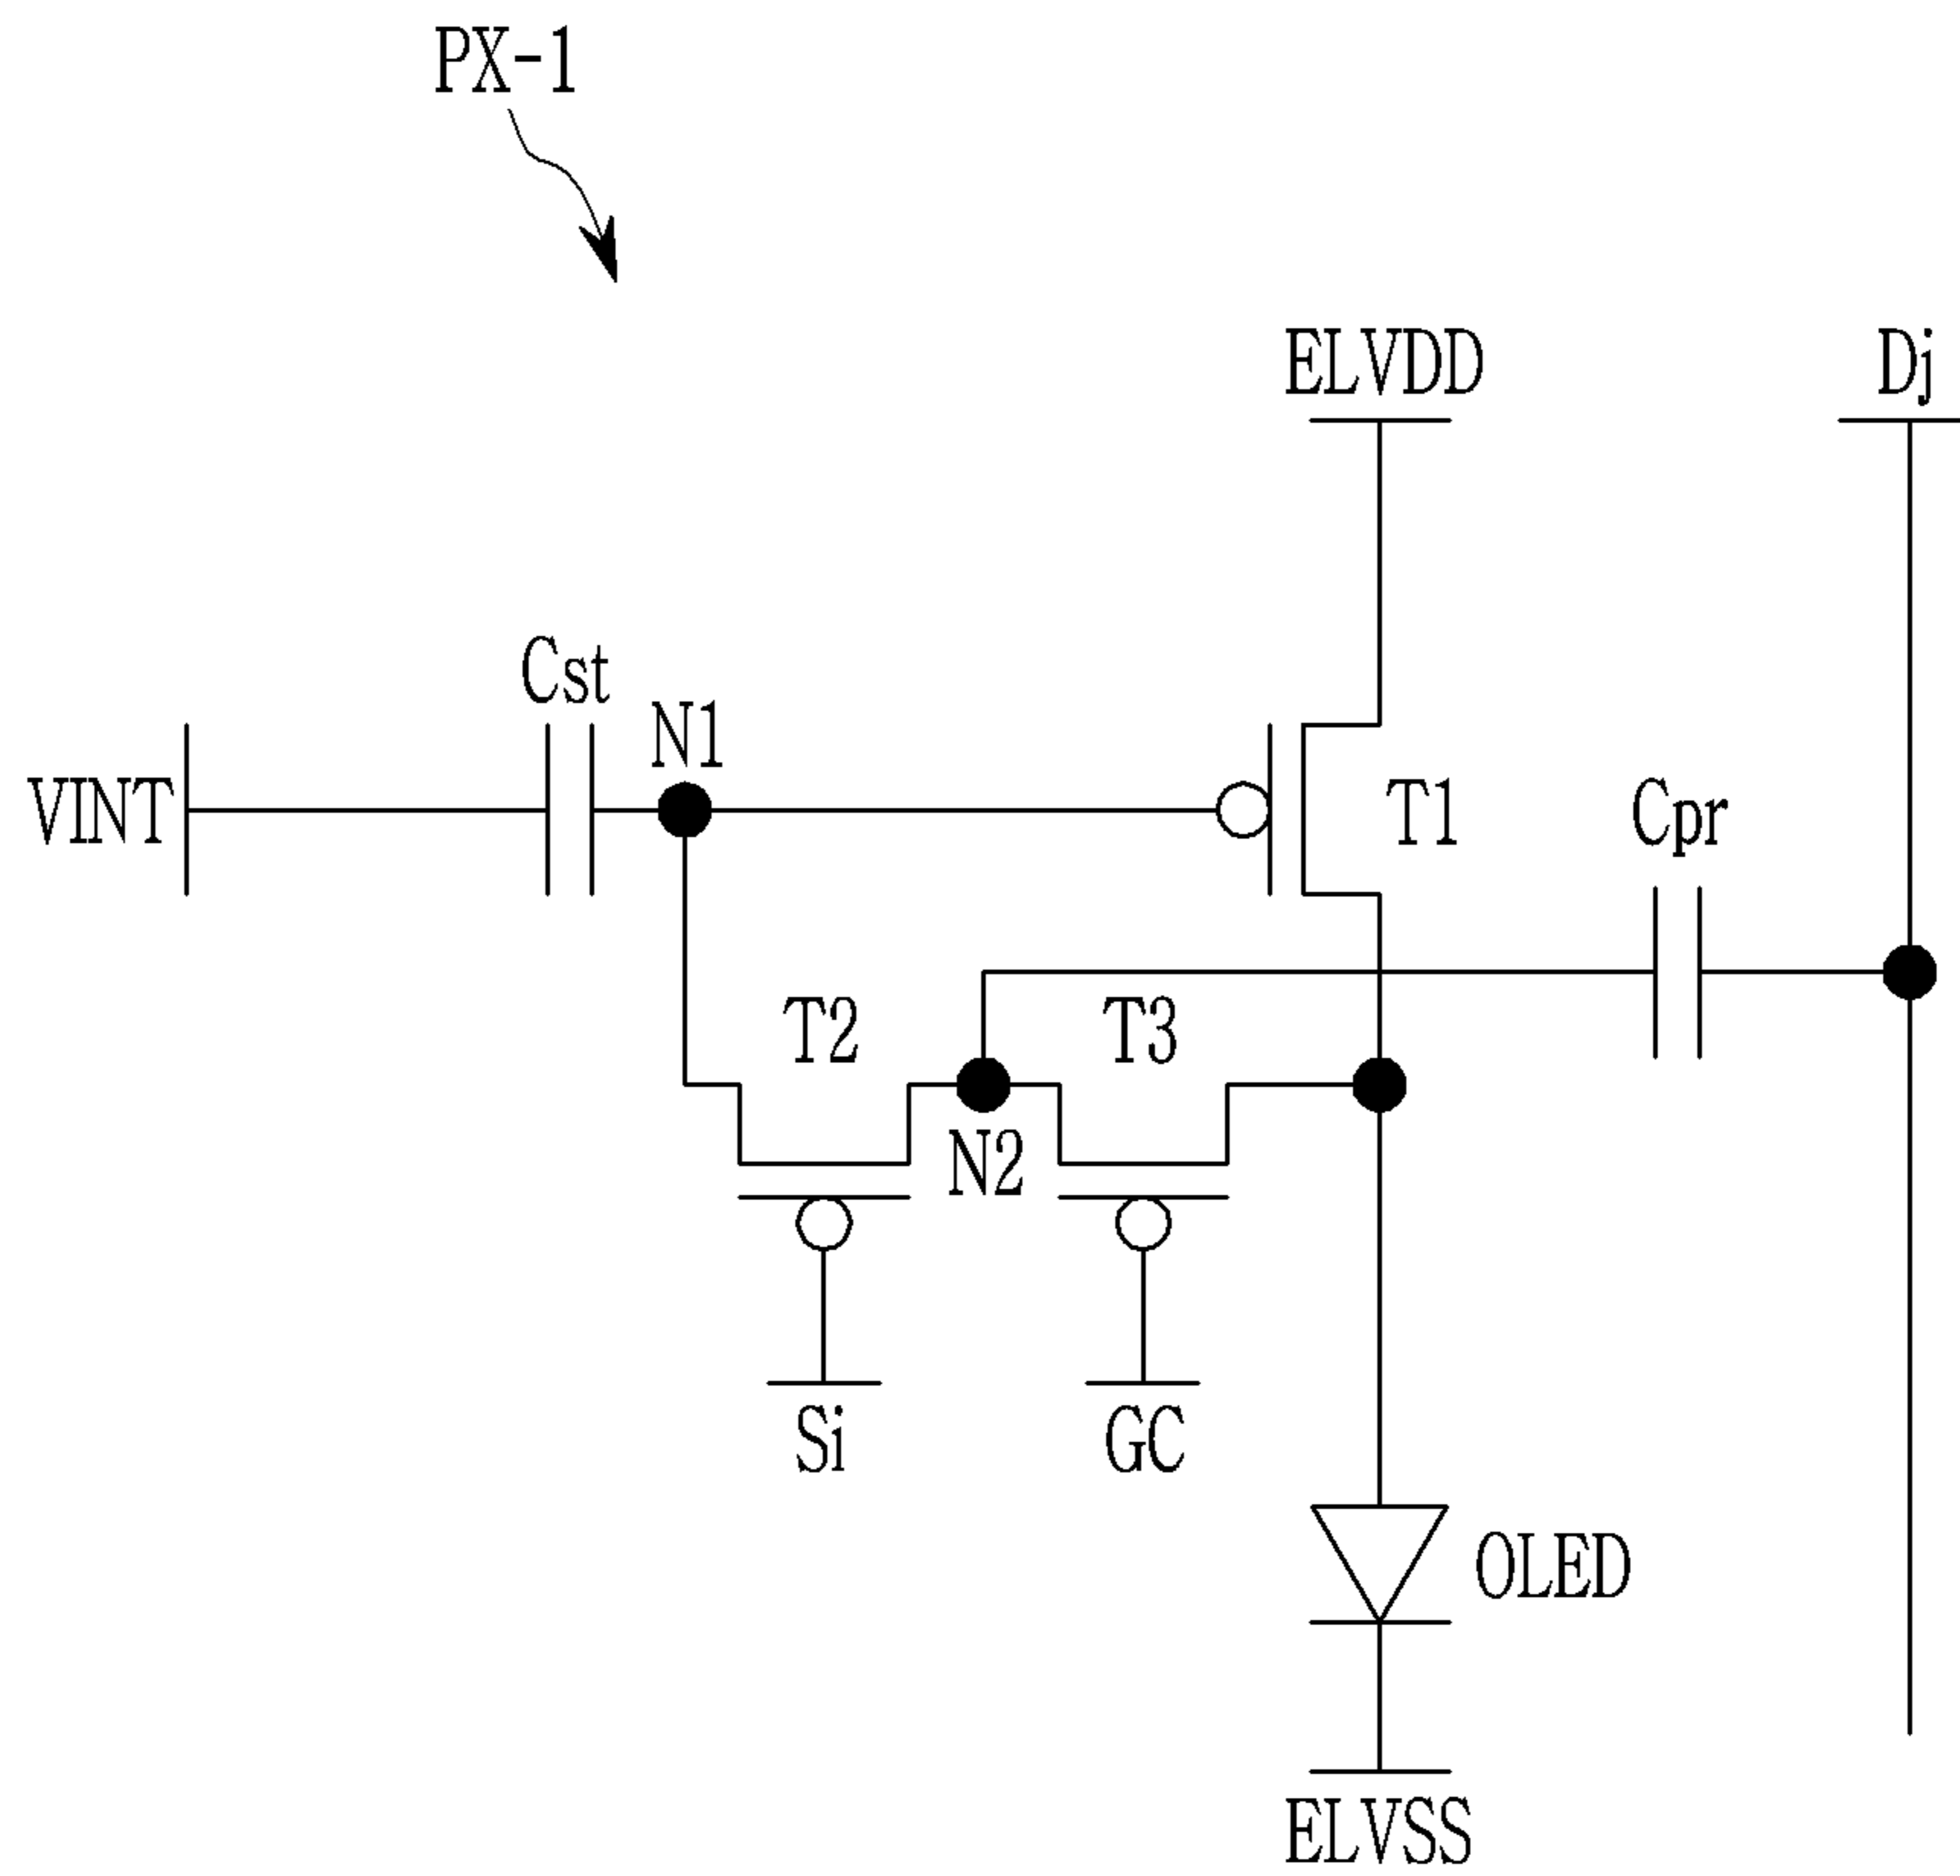 PX-1
ELVDD
Dj
Cst
N1
VINT
T1
Cpr
T2
T3
N2
Si
GC
OLED
ELVSS